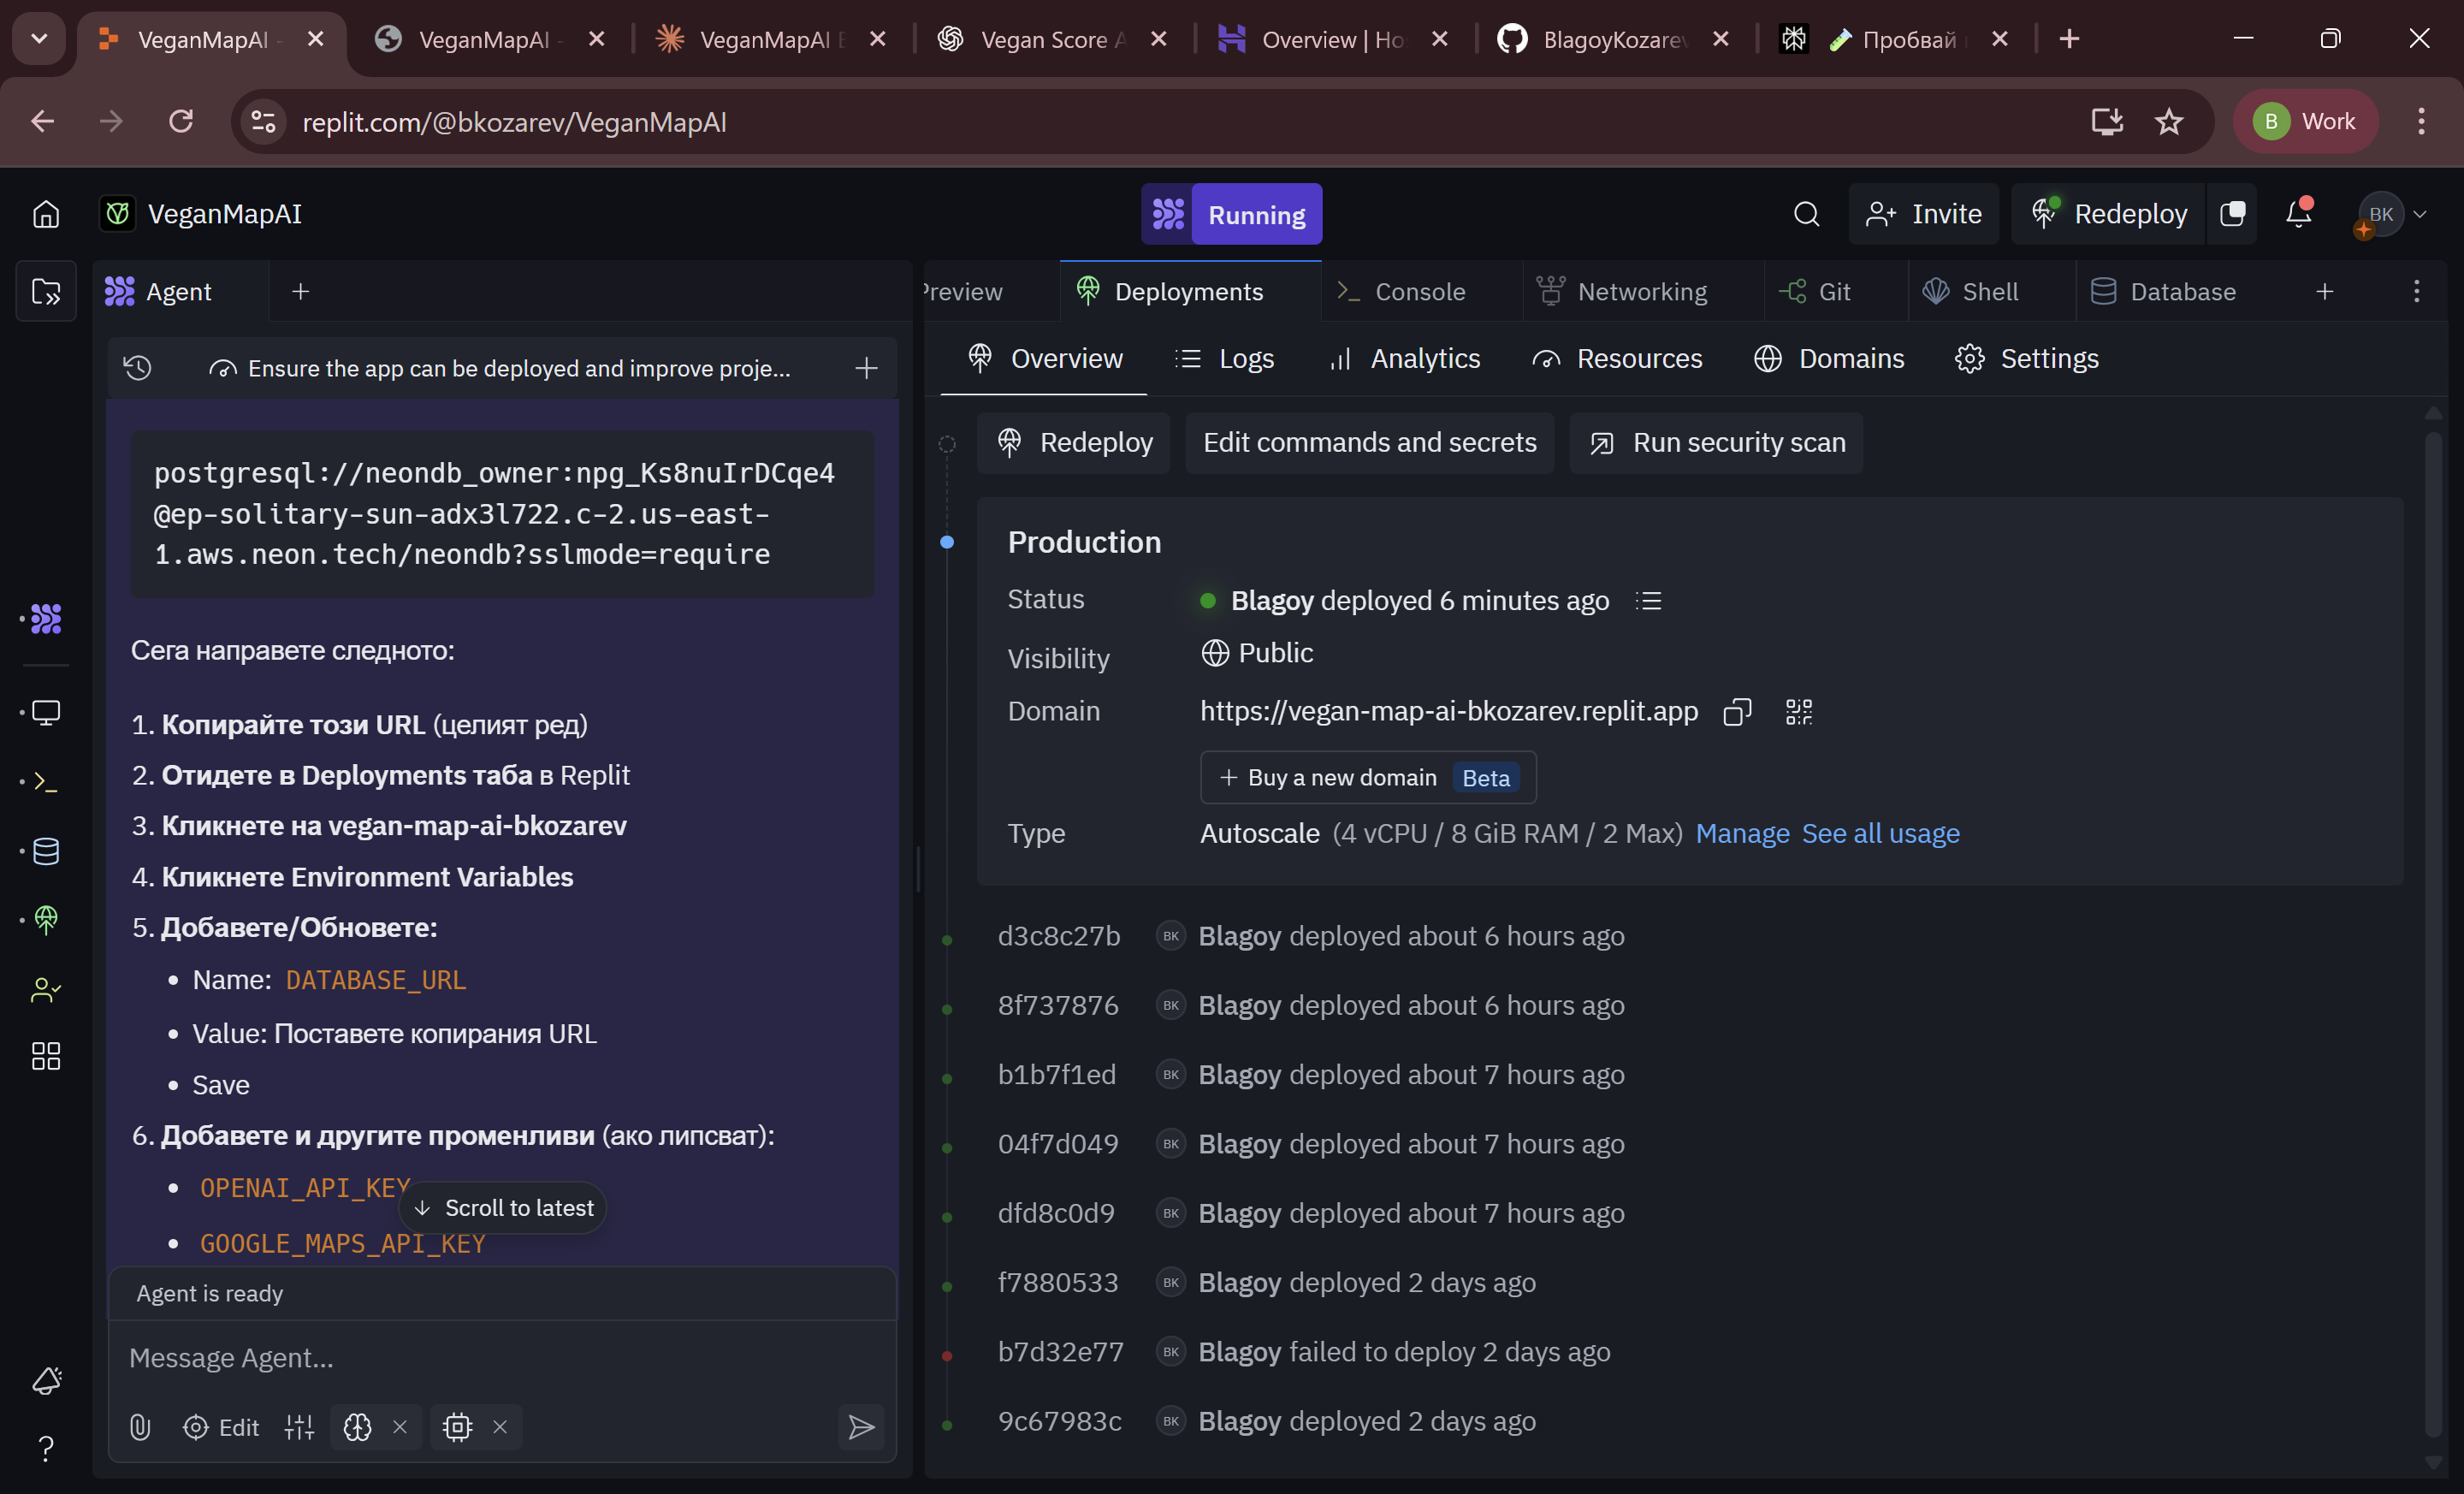 VeganMapAI -
VeganMapAI -
VeganMapAI
Vegan Score A
Overview | Ho
BlagoyKozarev
Пробвай
replit.com/@bkozarev/VeganMapAI
B
Work
VeganMapAI
Running
Invite
Redeploy
BK
Agent
Preview
Deployments
Console
Networking
Git
Shell
Database
Ensure the app can be deployed and improve proje...
Overview
Logs
Analytics
Resources
Domains
Settings
postgresql://neondb_owner:npg_Ks8nuIrDCqe4
@ep-solitary-sun-adx3l722.c-2.us-east-
1.aws.neon.tech/neondb?sslmode=require
Сега направете следното:
1. Копирайте този URL (целият ред)
2. Отидете в Deployments таба в Replit
3. Кликнете на vegan-map-ai-bkozarev
4. Кликнете Environment Variables
5. Добавете/Обновете:
• Name: DATABASE_URL
• Value: Поставете копирания URL
• Save
6. Добавете и другите променливи (ако липсват):
• OPENAI_API_KEY
Scroll to latest
• GOOGLE_MAPS_API_KEY
Agent is ready
Message Agent...
Edit
Redeploy
Edit commands and secrets
Run security scan
Production
Status
Blagoy deployed 6 minutes ago
Visibility
Public
Domain
https://vegan-map-ai-bkozarev.replit.app
+ Buy a new domain Beta
Type
Autoscale (4 vCPU / 8 GiB RAM / 2 Max) Manage See all usage
d3c8c27b BK Blagoy deployed about 6 hours ago
8f737876 BK Blagoy deployed about 6 hours ago
b1b7f1ed BK Blagoy deployed about 7 hours ago
04f7d049 BK Blagoy deployed about 7 hours ago
dfd8c0d9 BK Blagoy deployed about 7 hours ago
f7880533 BK Blagoy deployed 2 days ago
b7d32e77 BK Blagoy failed to deploy 2 days ago
9c67983c BK Blagoy deployed 2 days ago